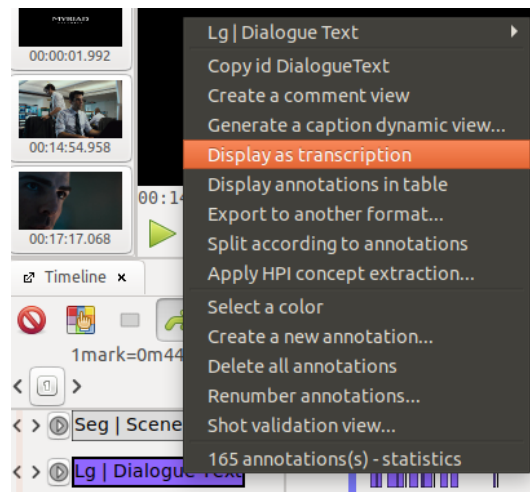 MYRIAD
00:00:01.992
00:14:54.958
00:17:17.068
00:14
Timeline ×
1mark=0m44
Seg | Scene
Lg | Dialogue Text
Lg | Dialogue Text
Copy id DialogueText
Create a comment view
Generate a caption dynamic view...
Display as transcription
Display annotations in table
Export to another format...
Split according to annotations
Apply HPI concept extraction...
Select a color
Create a new annotation...
Delete all annotations
Renumber annotations...
Shot validation view...
165 annotations(s) - statistics